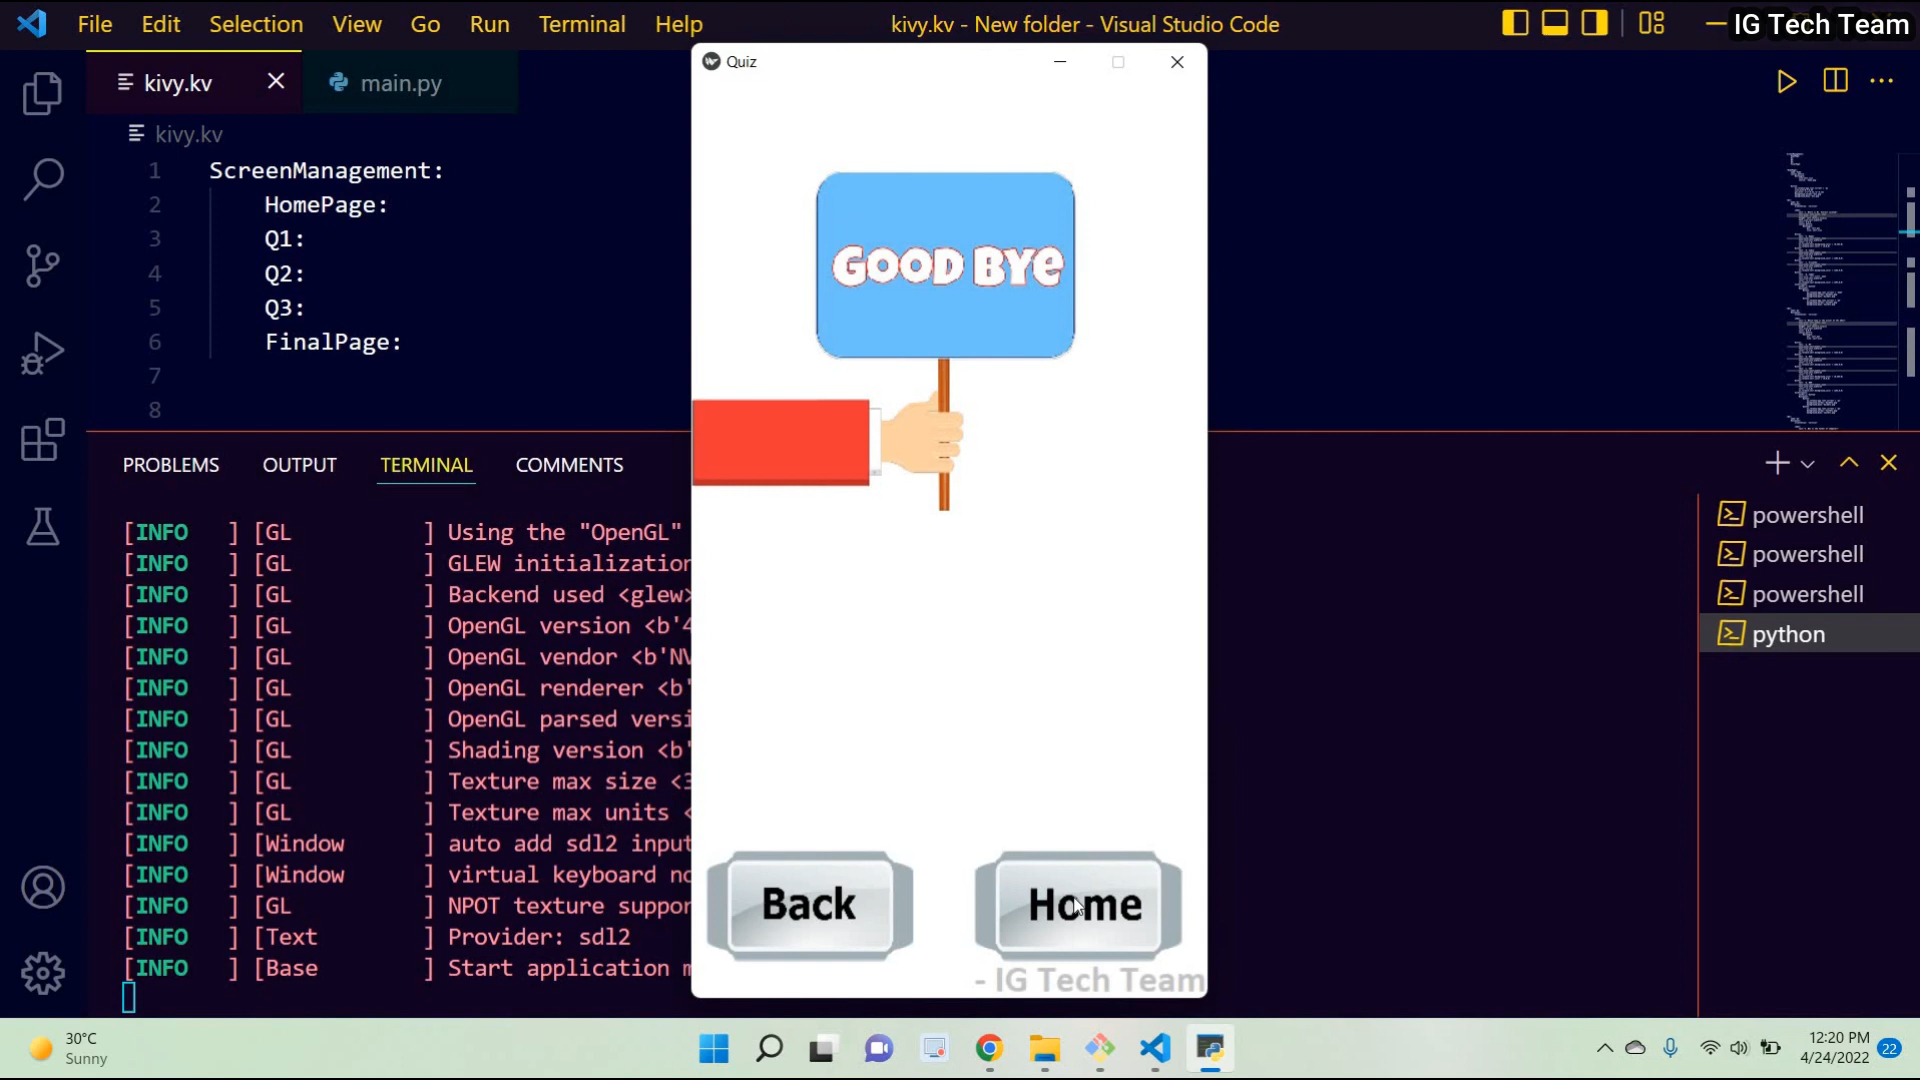 File Edit Selection View Go Run Terminal Help
kivy.kv - New folder - Visual Studio Code
IG Tech Team
kivy.kv
main.py
Quiz
kivy.kv
1 ScreenManagement:
2 HomePage:
3 Q1:
4 Q2:
5 Q3:
6 FinalPage:
7
8
GOOD BYE
PROBLEMS OUTPUT TERMINAL COMMENTS
[INFO ] [GL ] Using the "OpenGL"
[INFO ] [GL ] GLEW initialization
[INFO ] [GL ] Backend used <glew>
[INFO ] [GL ] OpenGL version <b'4
[INFO ] [GL ] OpenGL vendor <b'NV
[INFO ] [GL ] OpenGL renderer <b'
[INFO ] [GL ] OpenGL parsed versi
[INFO ] [GL ] Shading version <b'
[INFO ] [GL ] Texture max size <3
[INFO ] [GL ] Texture max units <
[INFO ] [Window ] auto add sdl2 input
[INFO ] [Window ] virtual keyboard no
[INFO ] [GL ] NPOT texture suppor
[INFO ] [Text ] Provider: sdl2
[INFO ] [Base ] Start application m
powershell
powershell
powershell
python
Back
Home
- IG Tech Team
30°C
Sunny
12:20 PM
4/24/2022
22